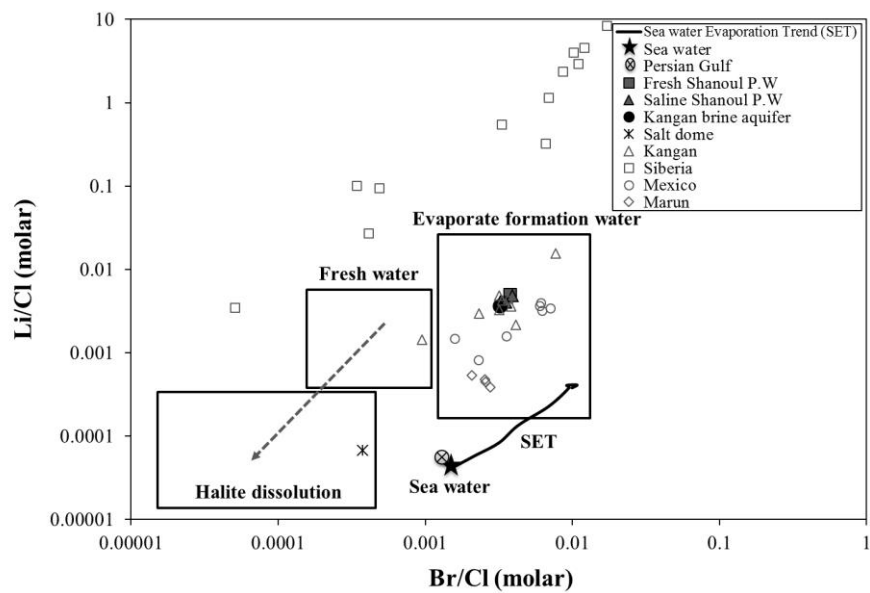 10
1
0.1
0.01
0.001
0.0001
0.00001
Li/Cl (molar)
0.00001
0.0001
0.001
0.01
0.1
1
Br/Cl (molar)
Sea water Evaporation Trend (SET)
Sea water
Persian Gulf
Fresh Shanoul P.W
Saline Shanoul P.W
Kangan brine aquifer
Salt dome
Kangan
Siberia
Mexico
Marun
Evaporate formation water
Fresh water
SET
Halite dissolution
Sea water